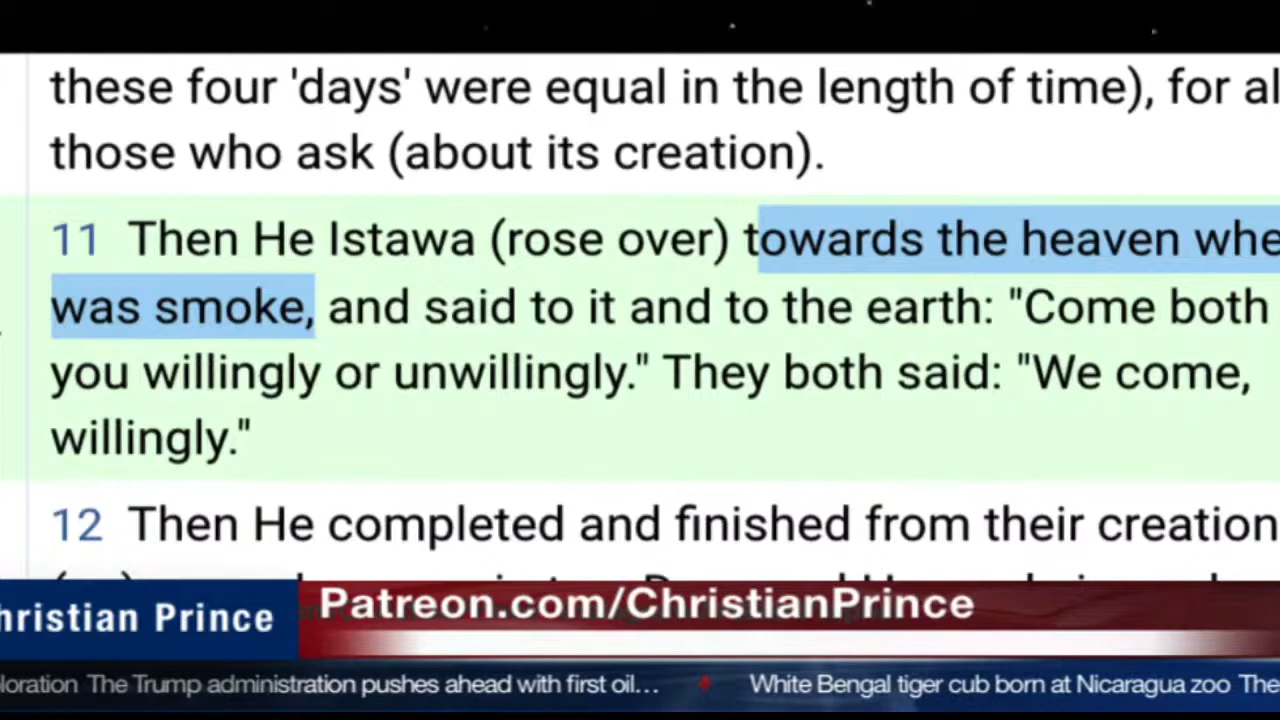 these four 'days' were equal in the length of time), for al
those who ask (about its creation).
11 Then He Istawa (rose over) towards the heaven whe
was smoke, and said to it and to the earth: "Come both
you willingly or unwillingly." They both said: "We come,
willingly."
12 Then He completed and finished from their creation
hristian Prince
Patreon.com/ChristianPrince
loration The Trump administration pushes ahead with first oil... White Bengal tiger cub born at Nicaragua zoo The